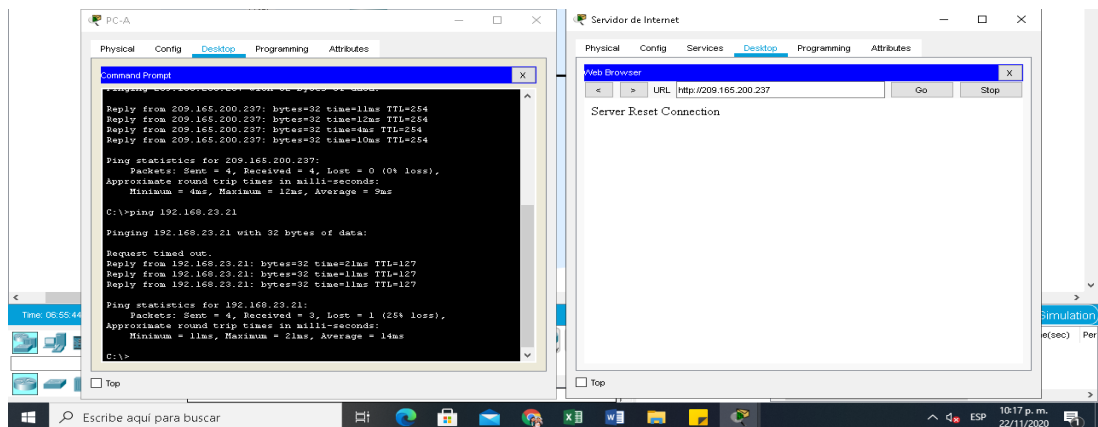 PC-A
Physical Config Desktop Programming Attributes
Command Prompt X
Reply from 209.165.200.237: bytes=32 time=11ms TTL=254
Reply from 209.165.200.237: bytes=32 time=12ms TTL=254
Reply from 209.165.200.237: bytes=32 time=4ms TTL=254
Reply from 209.165.200.237: bytes=32 time=10ms TTL=254
Ping statistics for 209.165.200.237:
Packets: Sent = 4, Received = 4, Lost = 0 (0% loss),
Approximate round trip times in milli-seconds:
Minimum = 4ms, Maximum = 12ms, Average = 9ms
C:\>ping 192.168.23.21
Pinging 192.168.23.21 with 32 bytes of data:
Request timed out.
Reply from 192.168.23.21: bytes=32 time=21ms TTL=127
Reply from 192.168.23.21: bytes=32 time=11ms TTL=127
Reply from 192.168.23.21: bytes=32 time=11ms TTL=127
Ping statistics for 192.168.23.21:
Packets: Sent = 4, Received = 3, Lost = 1 (25% loss),
Approximate round trip times in milli-seconds:
Minimum = 11ms, Maximum = 21ms, Average = 14ms
C:\>
Top
Servidor de Internet
Physical Config Services Desktop Programming Attributes
Web Browser X
< > URL http://209.165.200.237 Go Stop
Server Reset Connection
Top
Time: 06:55:44
Simulation
e(sec) Per
Escribe aquí para buscar
ESP
10:17 p. m.
22/11/2020